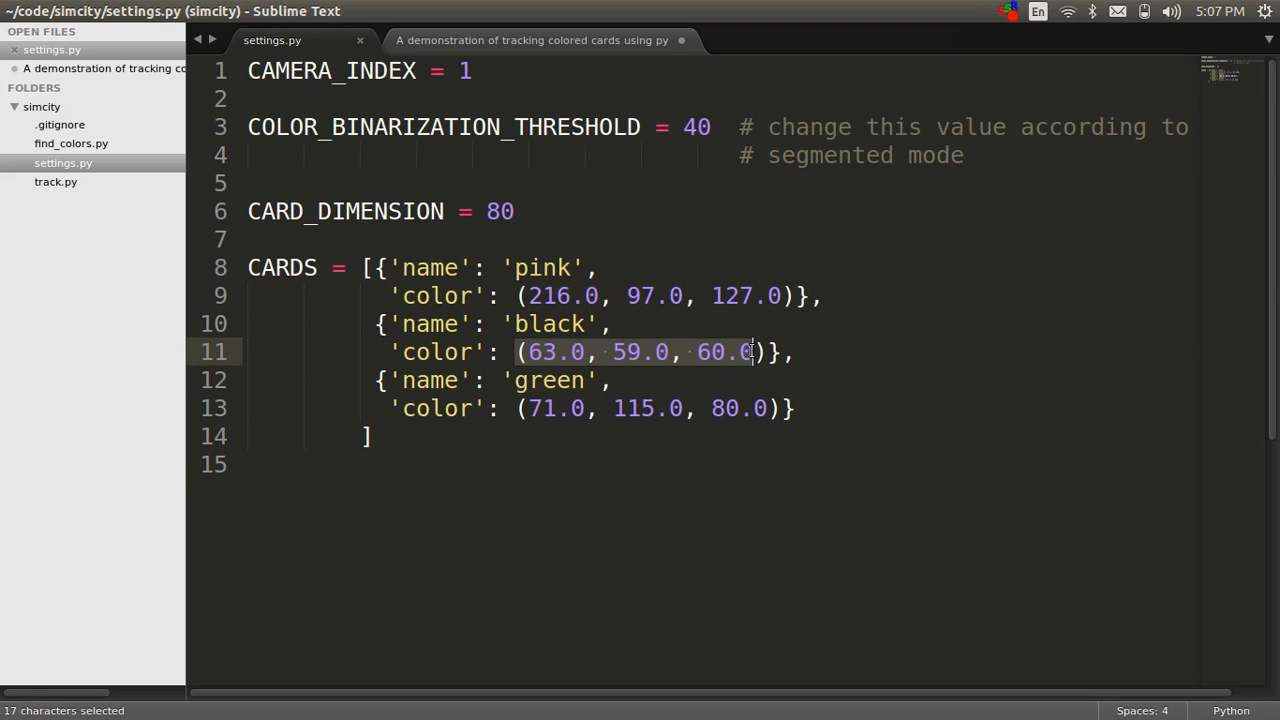 ~/code/simcity/settings.py (simcity) - Sublime Text
En
5:07 PM
OPEN FILES
settings.py
A demonstration of tracking co
FOLDERS
simcity
.gitignore
find_colors.py
settings.py
track.py
settings.py
A demonstration of tracking colored cards using py
1 CAMERA_INDEX = 1
2
3 COLOR_BINARIZATION_THRESHOLD = 40 # change this value according to
4 # segmented mode
5
6 CARD_DIMENSION = 80
7
8 CARDS = [{'name': 'pink',
9 'color': (216.0, 97.0, 127.0)},
10 {'name': 'black',
11 'color': (63.0, 59.0, 60.0)},
12 {'name': 'green',
13 'color': (71.0, 115.0, 80.0)}
14 ]
15
17 characters selected
Spaces: 4
Python